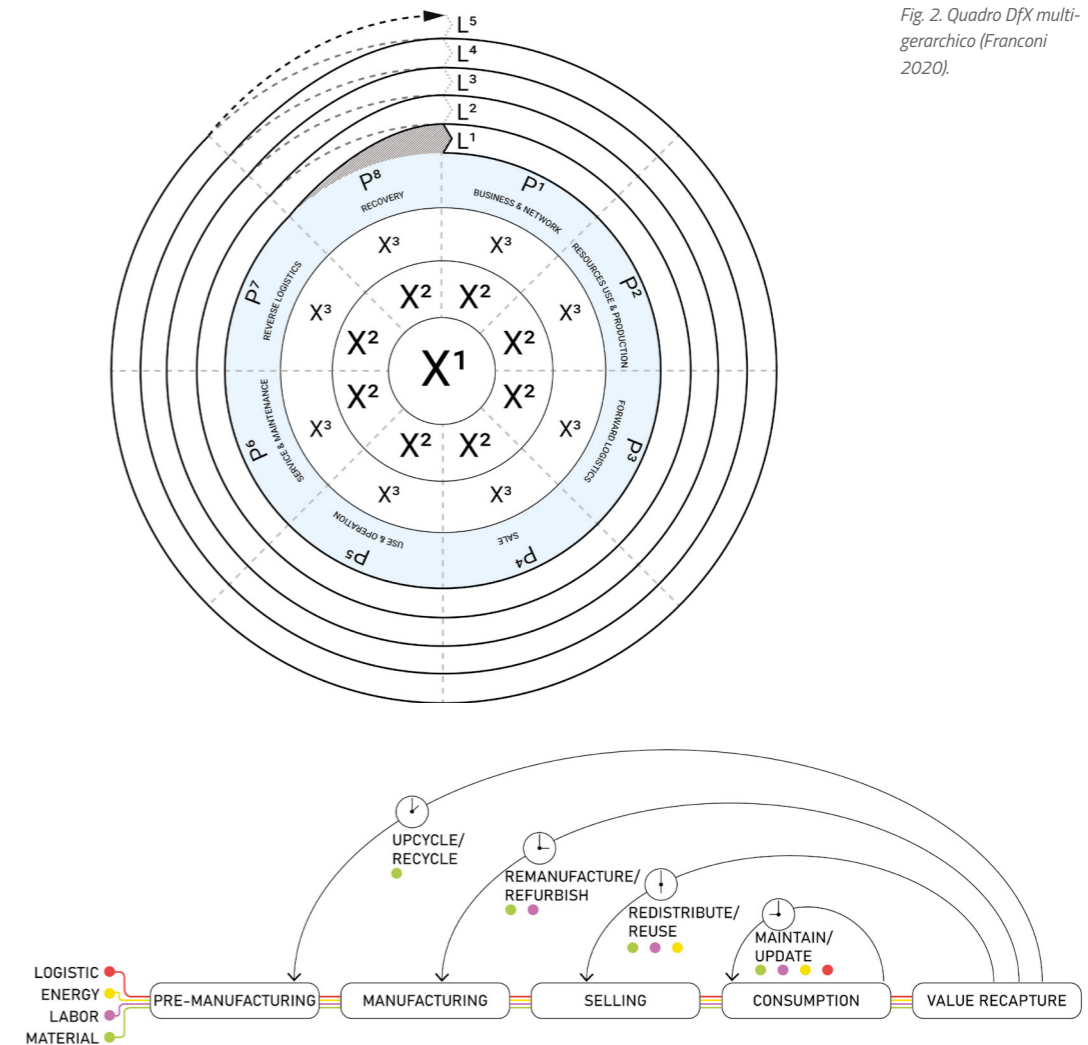 Fig. 2. Quadro DfX multi-
gerarchico (Franconi
2020).
L⁵
L⁴
L³
L²
L¹
P⁸
RECOVERY
P¹
BUSINESS & NETWORK
P²
RESOURCES USE & PRODUCTION
P³
FORWARD LOGISTICS
P⁴
SALE
P⁵
USE & OPERATION
P⁶
SERVICE & MAINTENANCE
P⁷
REVERSE LOGISTICS
X³
X³
X³
X³
X³
X³
X³
X³
X²
X²
X²
X²
X²
X²
X²
X²
X¹
UPCYCLE/
RECYCLE
REMANUFACTURE/
REFURBISH
REDISTRIBUTE/
REUSE
MAINTAIN/
UPDATE
LOGISTIC
ENERGY
LABOR
MATERIAL
PRE-MANUFACTURING
MANUFACTURING
SELLING
CONSUMPTION
VALUE RECAPTURE